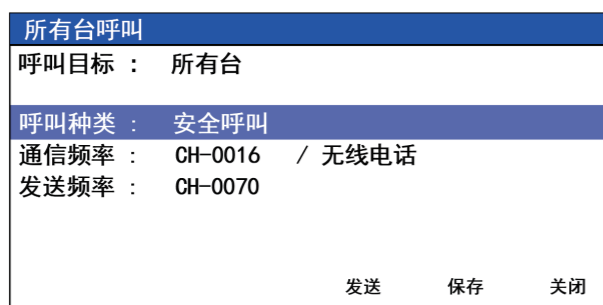 所有台呼叫
呼叫目标 : 所有台
呼叫种类 : 安全呼叫
通信频率 : CH-0016 / 无线电话
发送频率 : CH-0070
发送 保存 关闭